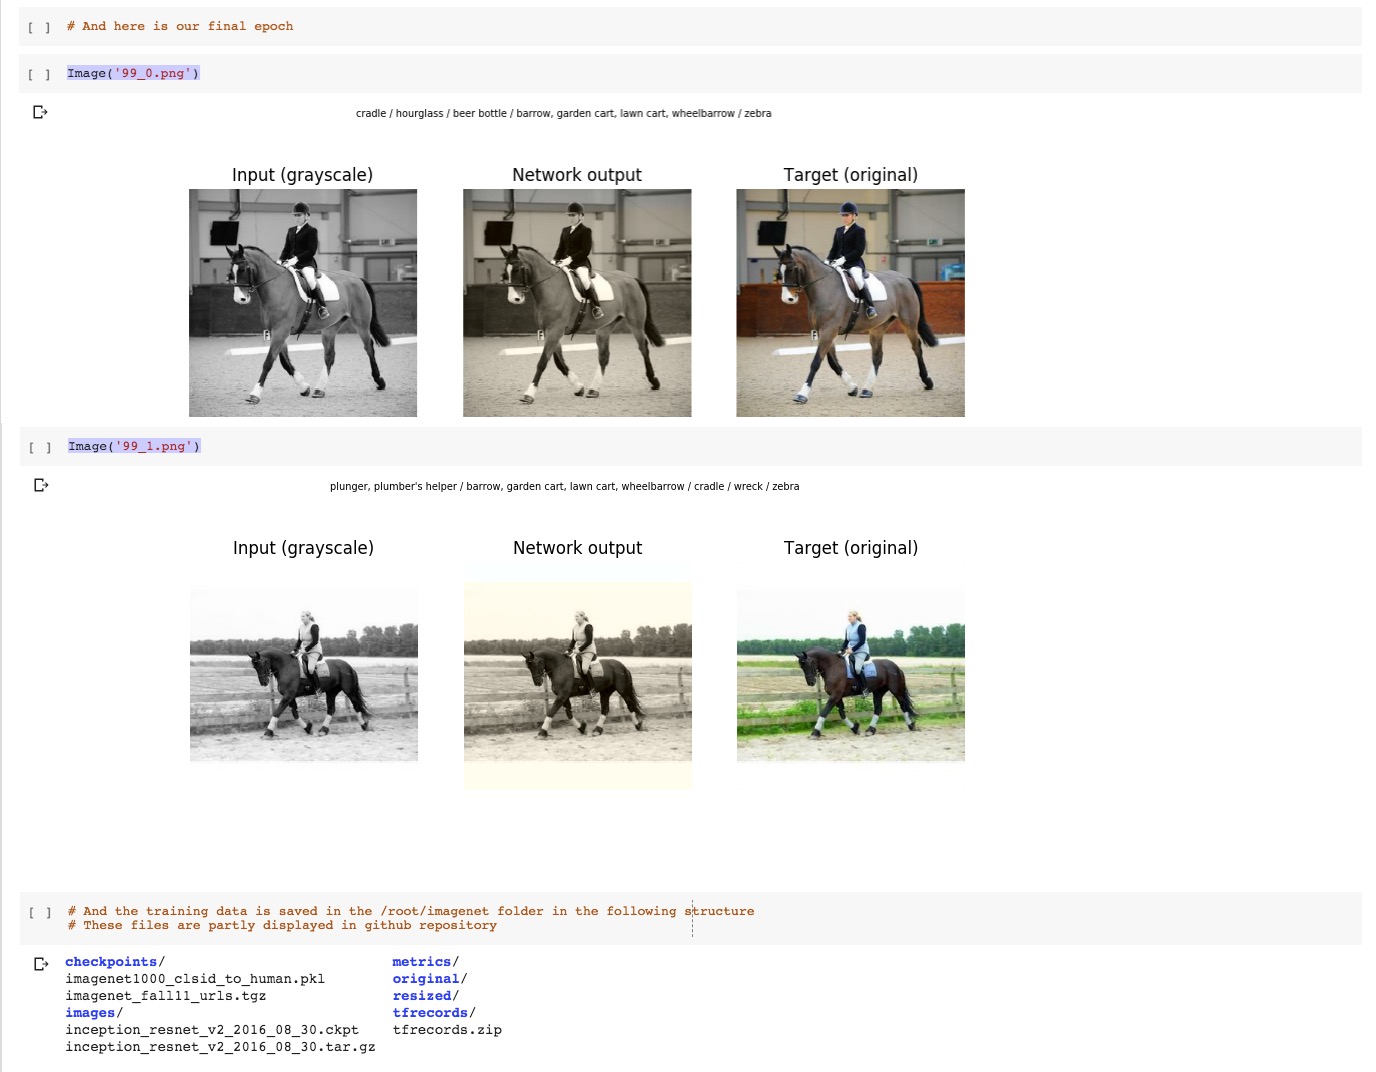 [ ] # And here is our final epoch
[ ] Image('99_0.png')
cradle / hourglass / beer bottle / barrow, garden cart, lawn cart, wheelbarrow / zebra
Input (grayscale) Network output Target (original)
[ ] Image('99_1.png')
plunger, plumber's helper / barrow, garden cart, lawn cart, wheelbarrow / cradle / wreck / zebra
Input (grayscale) Network output Target (original)
[ ] # And the training data is saved in the /root/imagenet folder in the following structure
# These files are partly displayed in github repository
checkpoints/ metrics/
imagenet1000_clsid_to_human.pkl original/
imagenet_fall11_urls.tgz resized/
images/ tfrecords/
inception_resnet_v2_2016_08_30.ckpt tfrecords.zip
inception_resnet_v2_2016_08_30.tar.gz